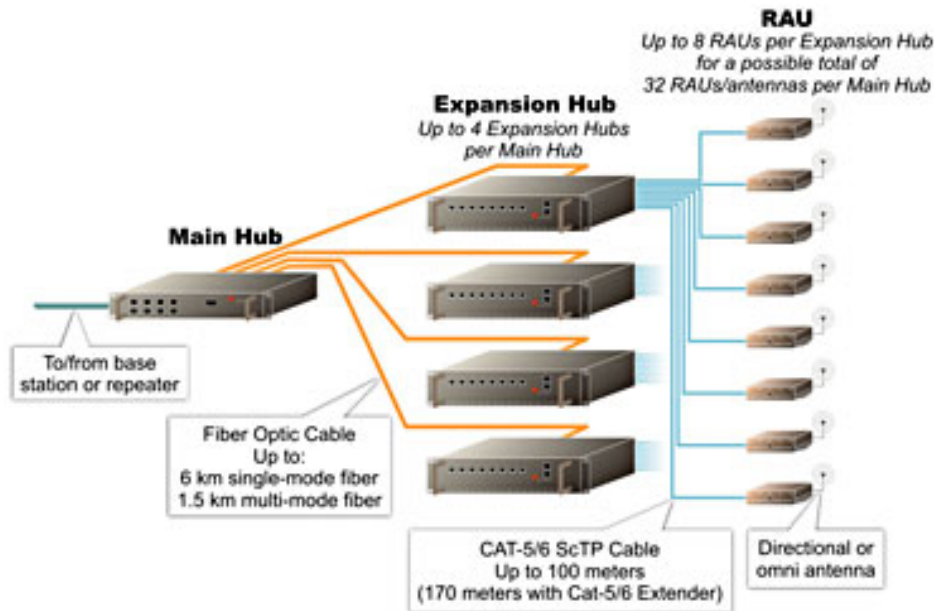 RAU
Up to 8 RAUs per Expansion Hub
for a possible total of
32 RAUs/antennas per Main Hub
Expansion Hub
Up to 4 Expansion Hubs
per Main Hub
Main Hub
To/from base
station or repeater
Fiber Optic Cable
Up to:
6 km single-mode fiber
1.5 km multi-mode fiber
CAT-5/6 ScTP Cable
Up to 100 meters
(170 meters with Cat-5/6 Extender)
Directional or
omni antenna